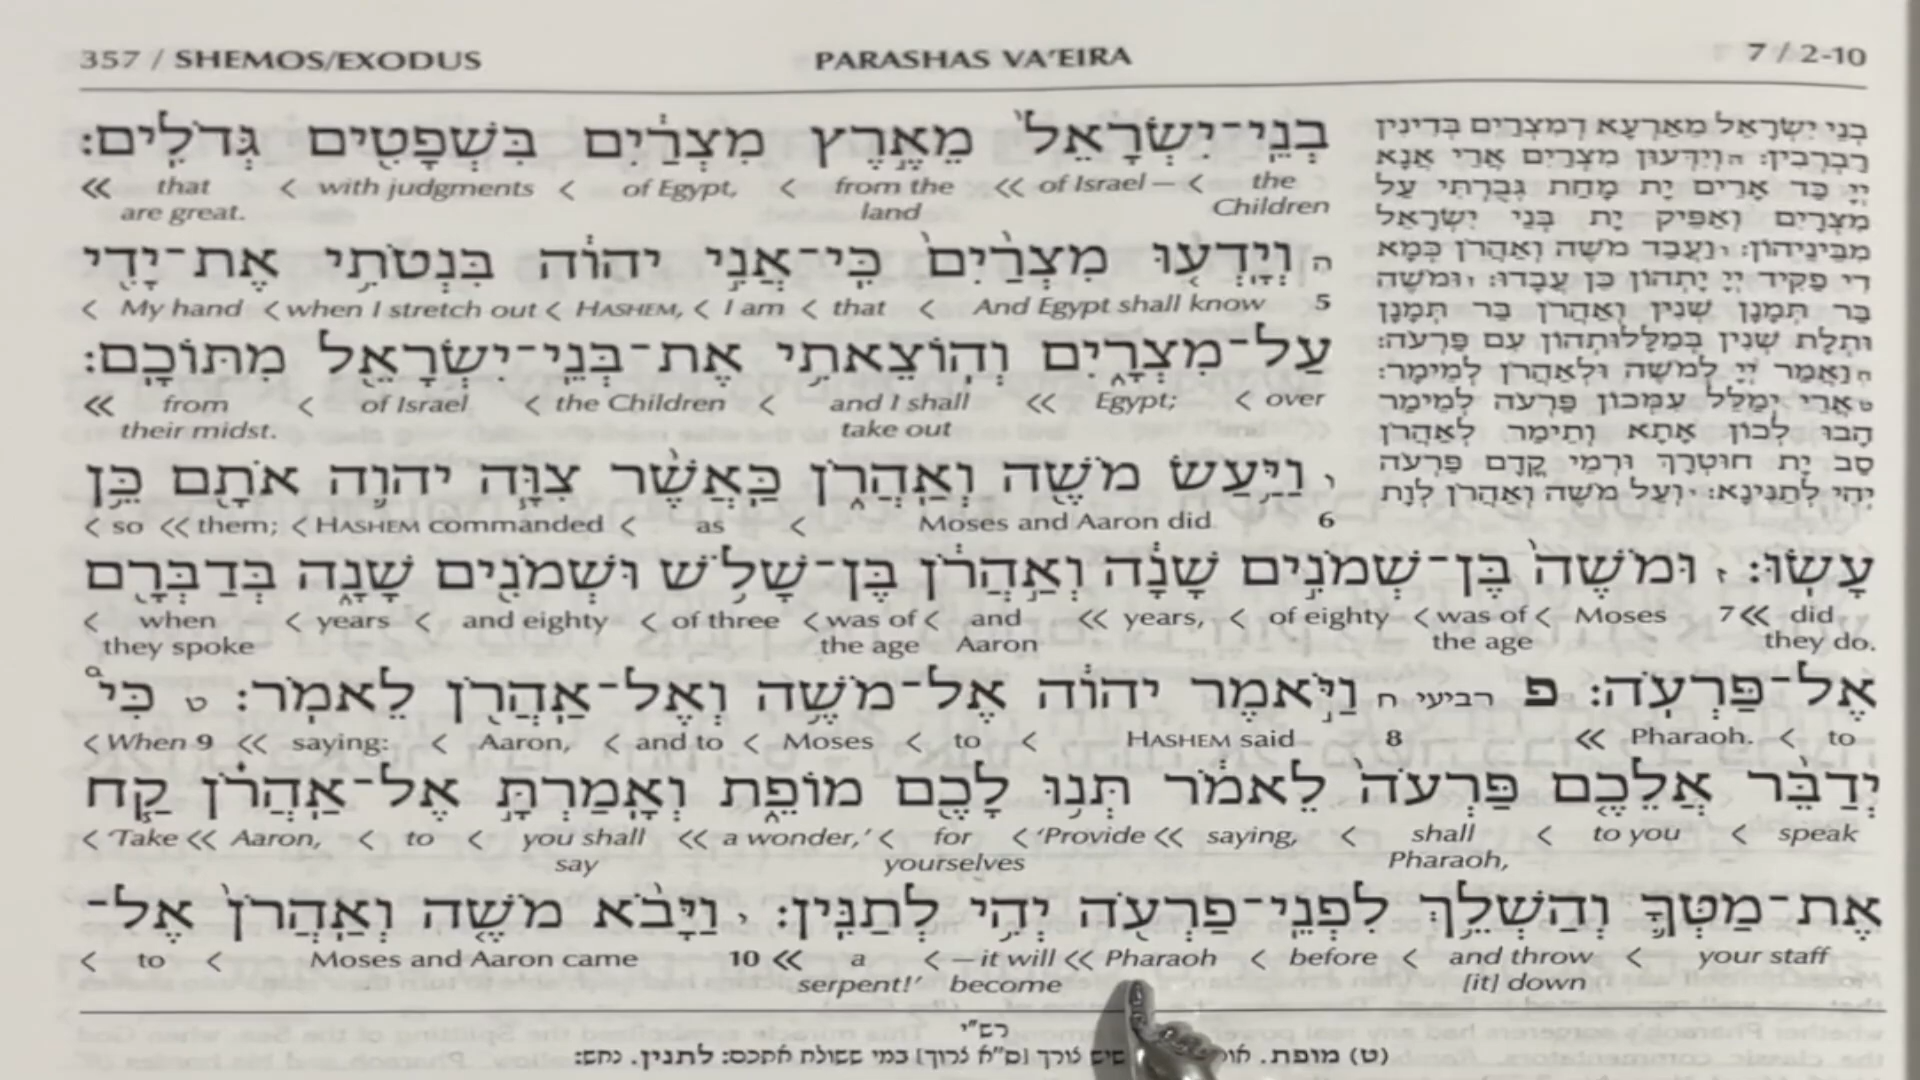 357 / SHEMOS/EXODUS PARASHAS VA'EIRA 7 / 2-10
בְּנֵי־יִשְׂרָאֵל מֵאֶרֶץ מִצְרַיִם בִּשְׁפָטִים גְּדֹלִים:
the < of Israel — << from the < of Egypt, < with judgments < that <<
Children land are great.
ה וְיָדְעוּ מִצְרַיִם כִּי־אֲנִי יהוה בִּנְטֹתִי אֶת־יָדִי
5 And Egypt shall know < that < I am < HASHEM, < when I stretch out < My hand <
עַל־מִצְרָיִם וְהוֹצֵאתִי אֶת־בְּנֵי־יִשְׂרָאֵל מִתּוֹכָם:
over < Egypt; << and I shall < the Children < of Israel < from <<
take out their midst.
ו וַיַּעַשׂ מֹשֶׁה וְאַהֲרֹן כַּאֲשֶׁר צִוָּה יהוה אֹתָם כֵּן
6 Moses and Aaron did < as < HASHEM commanded < them; << so <
עָשׂוּ: ז וּמֹשֶׁה בֶּן־שְׁמֹנִים שָׁנָה וְאַהֲרֹן בֶּן־שָׁלֹשׁ וּשְׁמֹנִים שָׁנָה בְּדַבְּרָם
did << 7 Moses < was of < of eighty < years, << and < was of < of three < and eighty < years < when <
they do. the age Aaron the age they spoke
אֶל־פַּרְעֹה: פ רביעי ח וַיֹּאמֶר יהוה אֶל־מֹשֶׁה וְאֶל־אַהֲרֹן לֵאמֹר: ט כִּי
to < Pharaoh. << 8 HASHEM said < to < Moses < and to < Aaron, < saying: << 9 When <
יְדַבֵּר אֲלֵכֶם פַּרְעֹה לֵאמֹר תְּנוּ לָכֶם מוֹפֵת וְאָמַרְתָּ אֶל־אַהֲרֹן קַח
speak < to you < shall < saying, << 'Provide < for < a wonder,' << you shall < to < Aaron, << 'Take <
Pharaoh, yourselves say
אֶת־מַטְּךָ וְהַשְׁלֵךְ לִפְנֵי־פַרְעֹה יְהִי לְתַנִּין: י וַיָּבֹא מֹשֶׁה וְאַהֲרֹן אֶל־
your staff < and throw < before < Pharaoh << — it will < a << 10 Moses and Aaron came < to <
[it] down become serpent!'
בְּנֵי יִשְׂרָאֵל מֵאַרְעָא דְמִצְרַיִם בְּדִינִין
רַבְרְבִין: ה וְיִדְּעוּן מִצְרַיִם אֲרֵי אֲנָא
יְיָ כַּד אָרִים יָת מָחַת גְּבֻרְתִּי עַל
מִצְרָיִם וְאַפֵּיק יָת בְּנֵי יִשְׂרָאֵל
מִבֵּינֵיהוֹן: ו וַעֲבַד מֹשֶׁה וְאַהֲרֹן כְּמָא
דִי פַקֵּיד יְיָ יָתְהוֹן כֵּן עֲבָדוּ: ז וּמֹשֶׁה
בַּר תְּמָנָן שְׁנִין וְאַהֲרֹן בַּר תְּמָנָן
וּתְלָת שְׁנִין בְּמַלָּלוּתְהוֹן עִם פַּרְעֹה:
ח וַאֲמַר יְיָ לְמֹשֶׁה וּלְאַהֲרֹן לְמֵימָר:
ט אֲרֵי יְמַלֵּל עִמְּכוֹן פַּרְעֹה לְמֵימַר
הָבוּ לְכוֹן אָתָא וְתֵימַר לְאַהֲרֹן
סַב יָת חוּטְרָךְ וּרְמֵי קֳדָם פַּרְעֹה
יְהֵי לְתַנִּינָא: י וְעַל מֹשֶׁה וְאַהֲרֹן לְוָת
רש"י
(ט) מופת. צורך [ס"א צרוך] במי ששולח אתכם: לתנין. נחש: